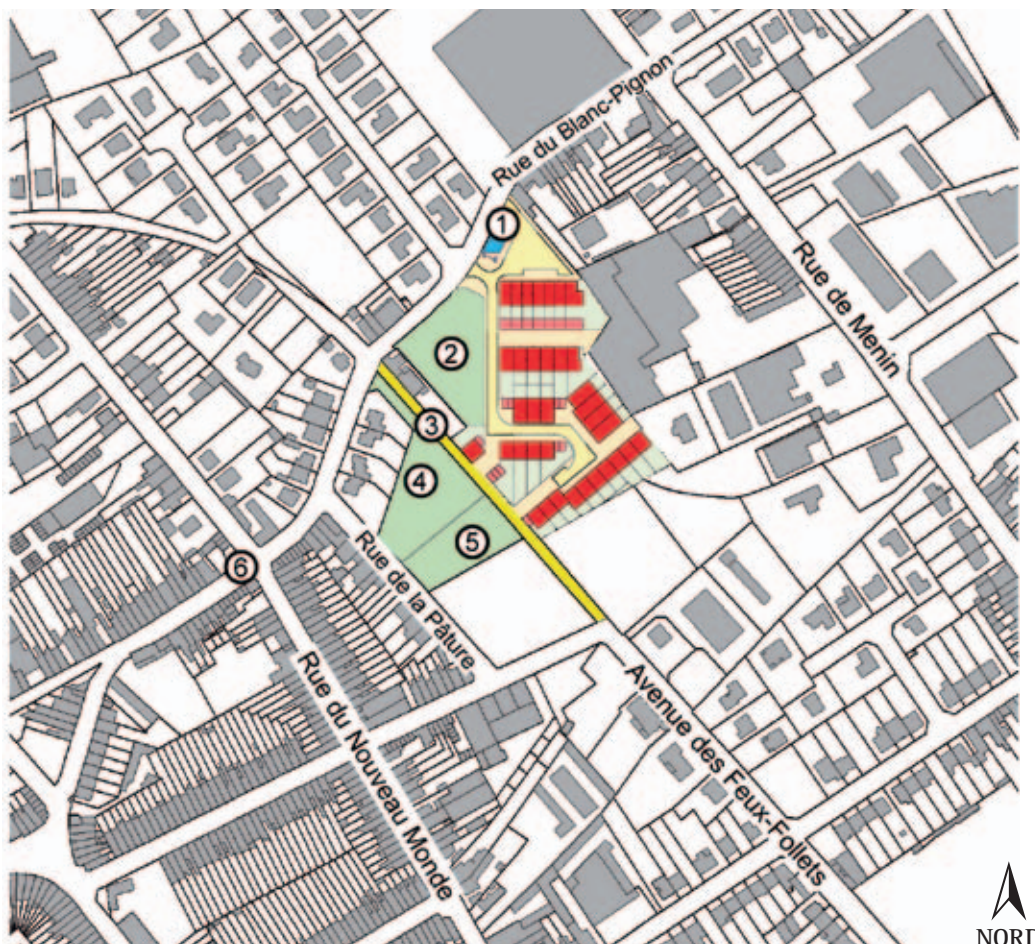 Rue du Blanc-Pignon
1
Rue de Menin
2
3
4
5
Rue de la Pâture
6
Rue du Nouveau Monde
Avenue des Feux-Follets
NORD